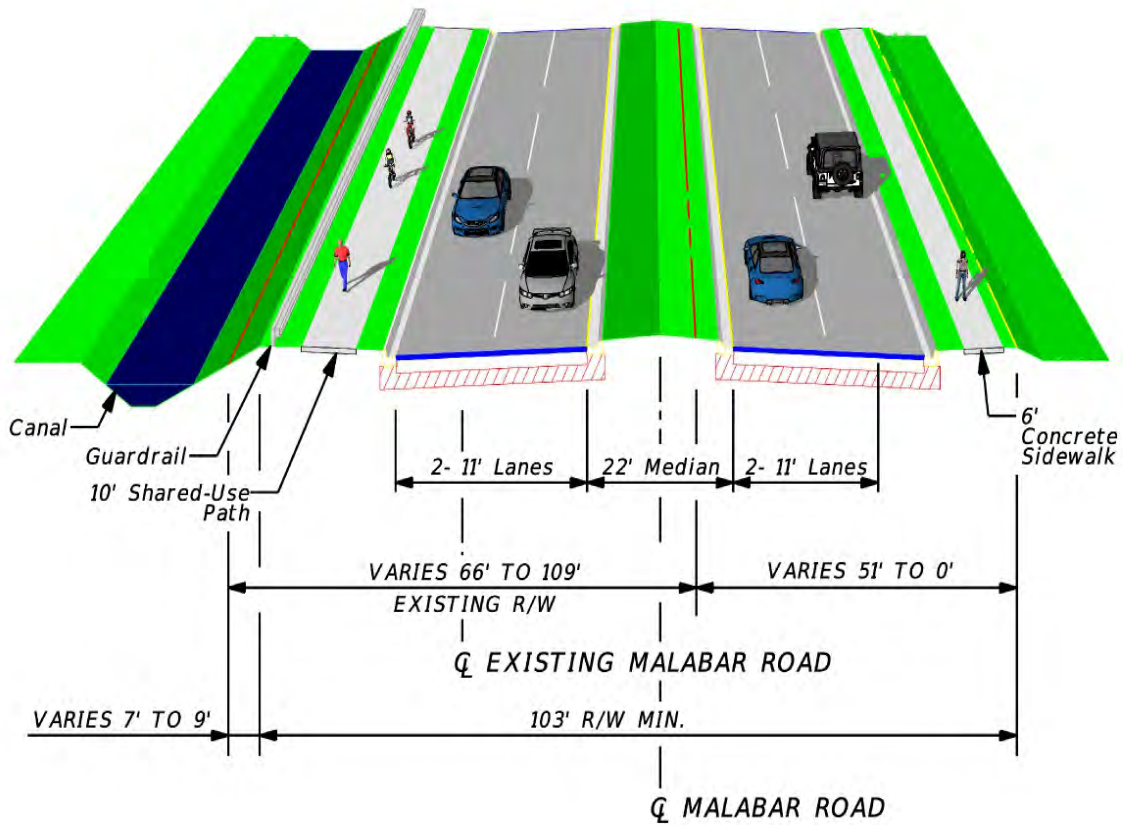 Canal
Guardrail
10' Shared-Use
Path
2- 11' Lanes
22' Median
2- 11' Lanes
6'
Concrete
Sidewalk
VARIES 66' TO 109'
EXISTING R/W
VARIES 51' TO 0'
℄ EXISTING MALABAR ROAD
VARIES 7' TO 9'
103' R/W MIN.
℄ MALABAR ROAD